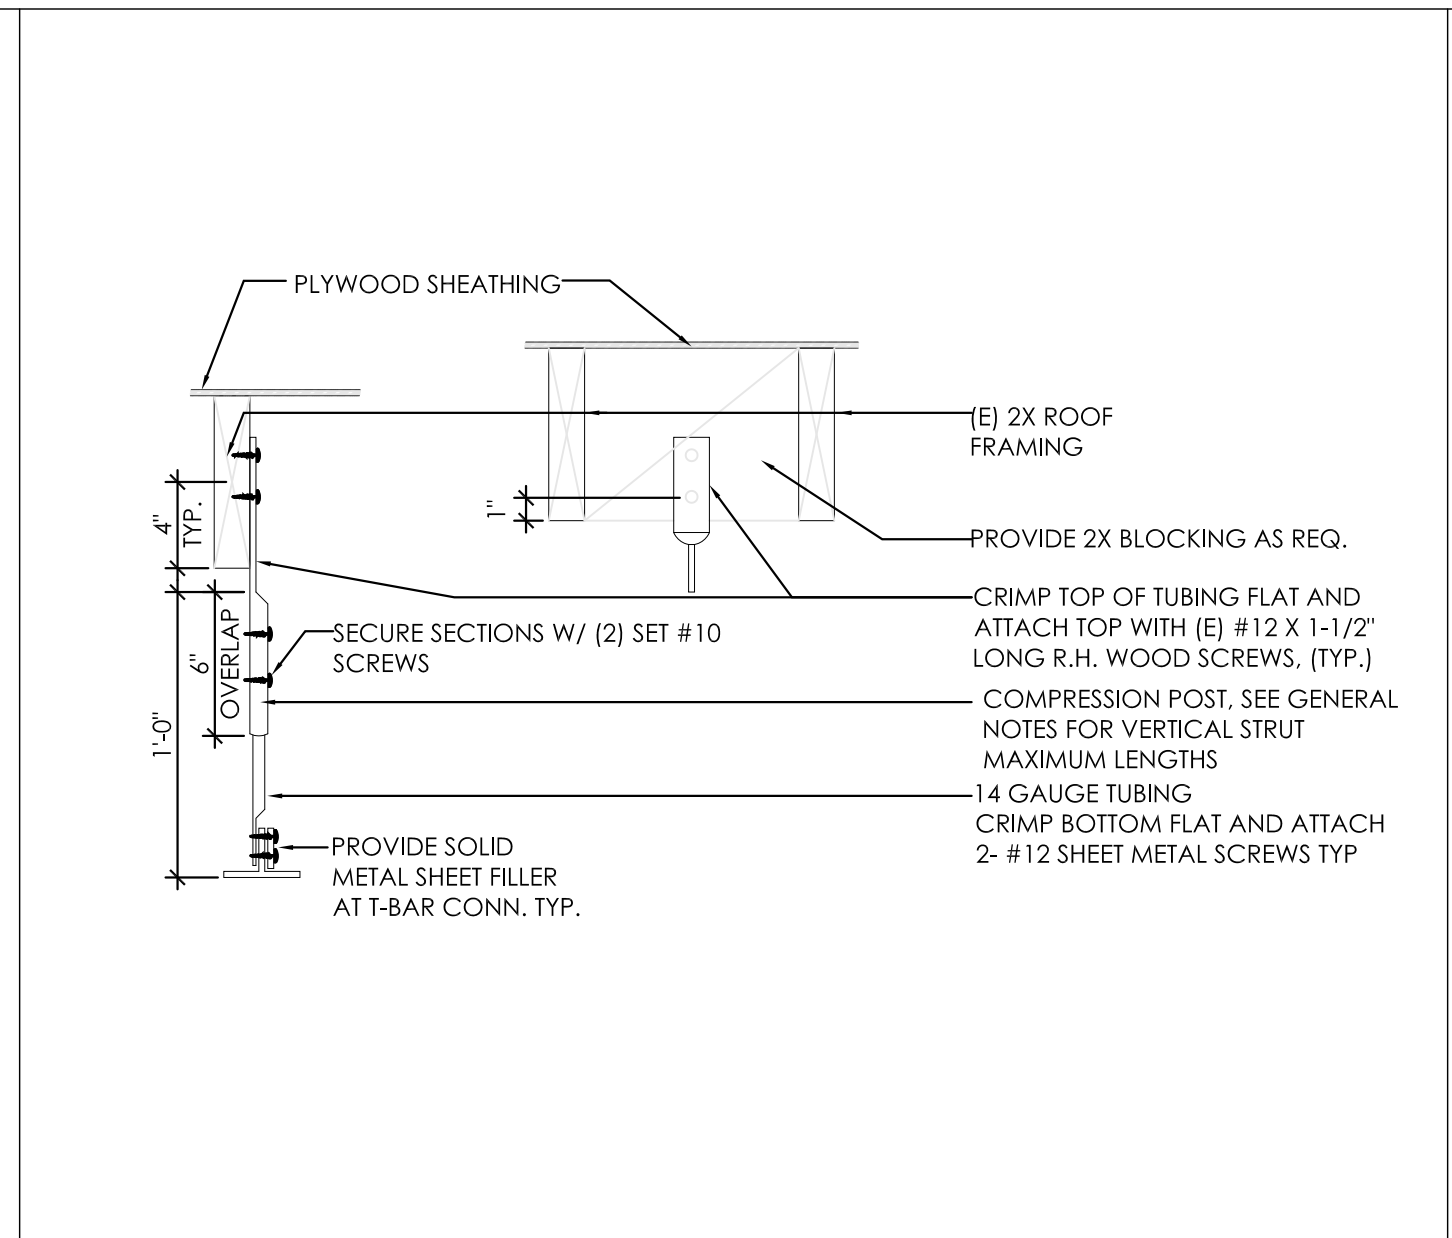 PLYWOOD SHEATHING
(E) 2X ROOF
FRAMING
1"
4"
TYP.
PROVIDE 2X BLOCKING AS REQ.
CRIMP TOP OF TUBING FLAT AND
ATTACH TOP WITH (E) #12 X 1-1/2"
LONG R.H. WOOD SCREWS, (TYP.)
SECURE SECTIONS W/ (2) SET #10
SCREWS
6"
OVERLAP
1'-0"
COMPRESSION POST, SEE GENERAL
NOTES FOR VERTICAL STRUT
MAXIMUM LENGTHS
14 GAUGE TUBING
CRIMP BOTTOM FLAT AND ATTACH
2- #12 SHEET METAL SCREWS TYP
PROVIDE SOLID
METAL SHEET FILLER
AT T-BAR CONN. TYP.